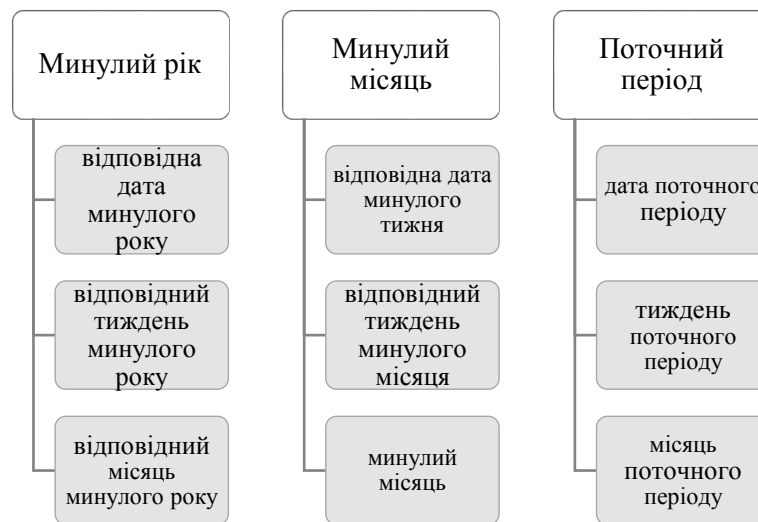 Минулий рік
відповідна
дата
минулого
року
відповідний
тиждень
минулого
року
відповідний
місяць
минулого року
Минулий
місяць
відповідна дата
минулого
тижня
відповідний
тиждень
минулого
місяця
минулий
місяць
Поточний
період
дата поточного
періоду
тиждень
поточного
періоду
місяць
поточного
періоду